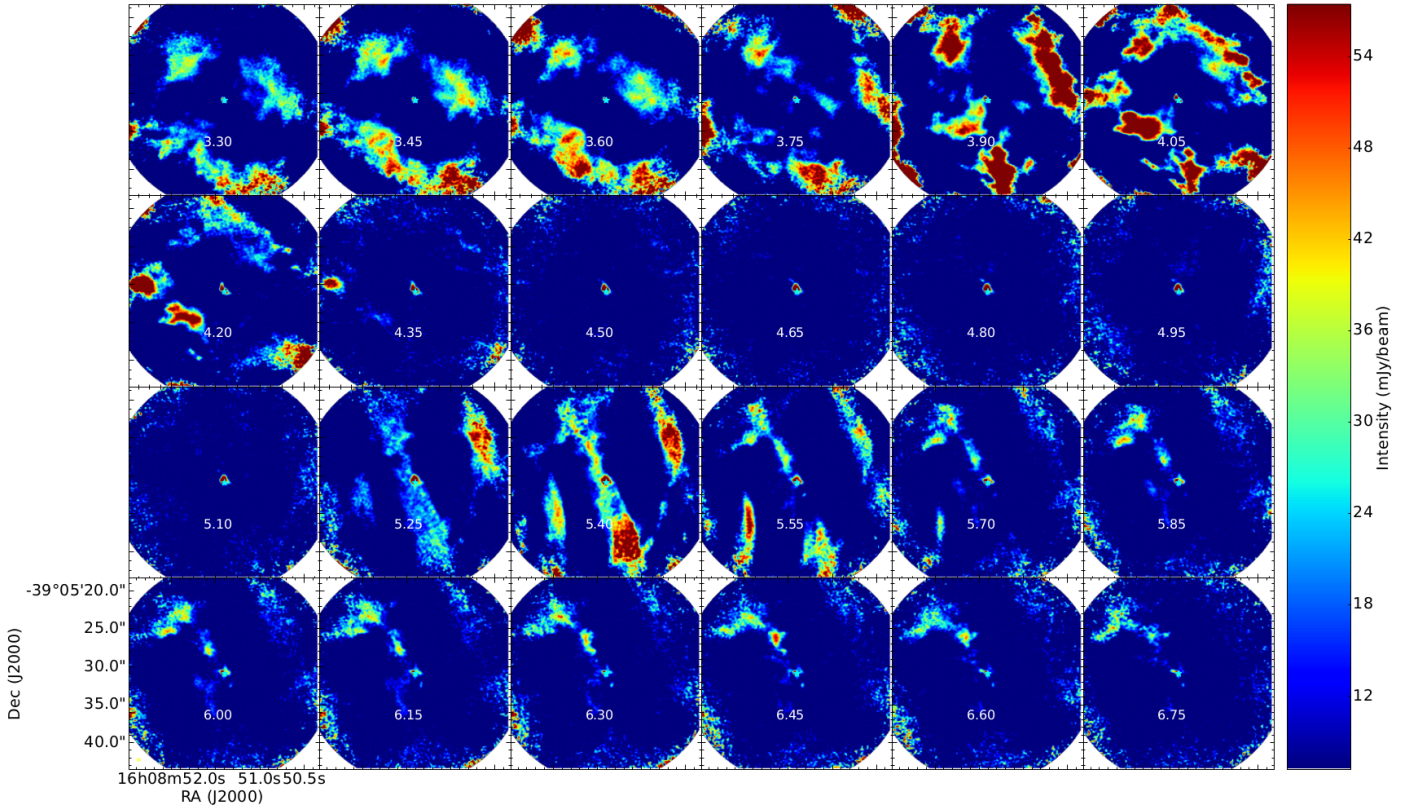 3.30 3.45 3.60 3.75 3.90 4.05
4.20 4.35 4.50 4.65 4.80 4.95
5.10 5.25 5.40 5.55 5.70 5.85
6.00 6.15 6.30 6.45 6.60 6.75
-39°05'20.0"
25.0"
30.0"
35.0"
40.0"
Dec (J2000)
16h08m52.0s 51.0s50.5s
RA (J2000)
54
48
42
36
30
24
18
12
Intensity (mJy/beam)